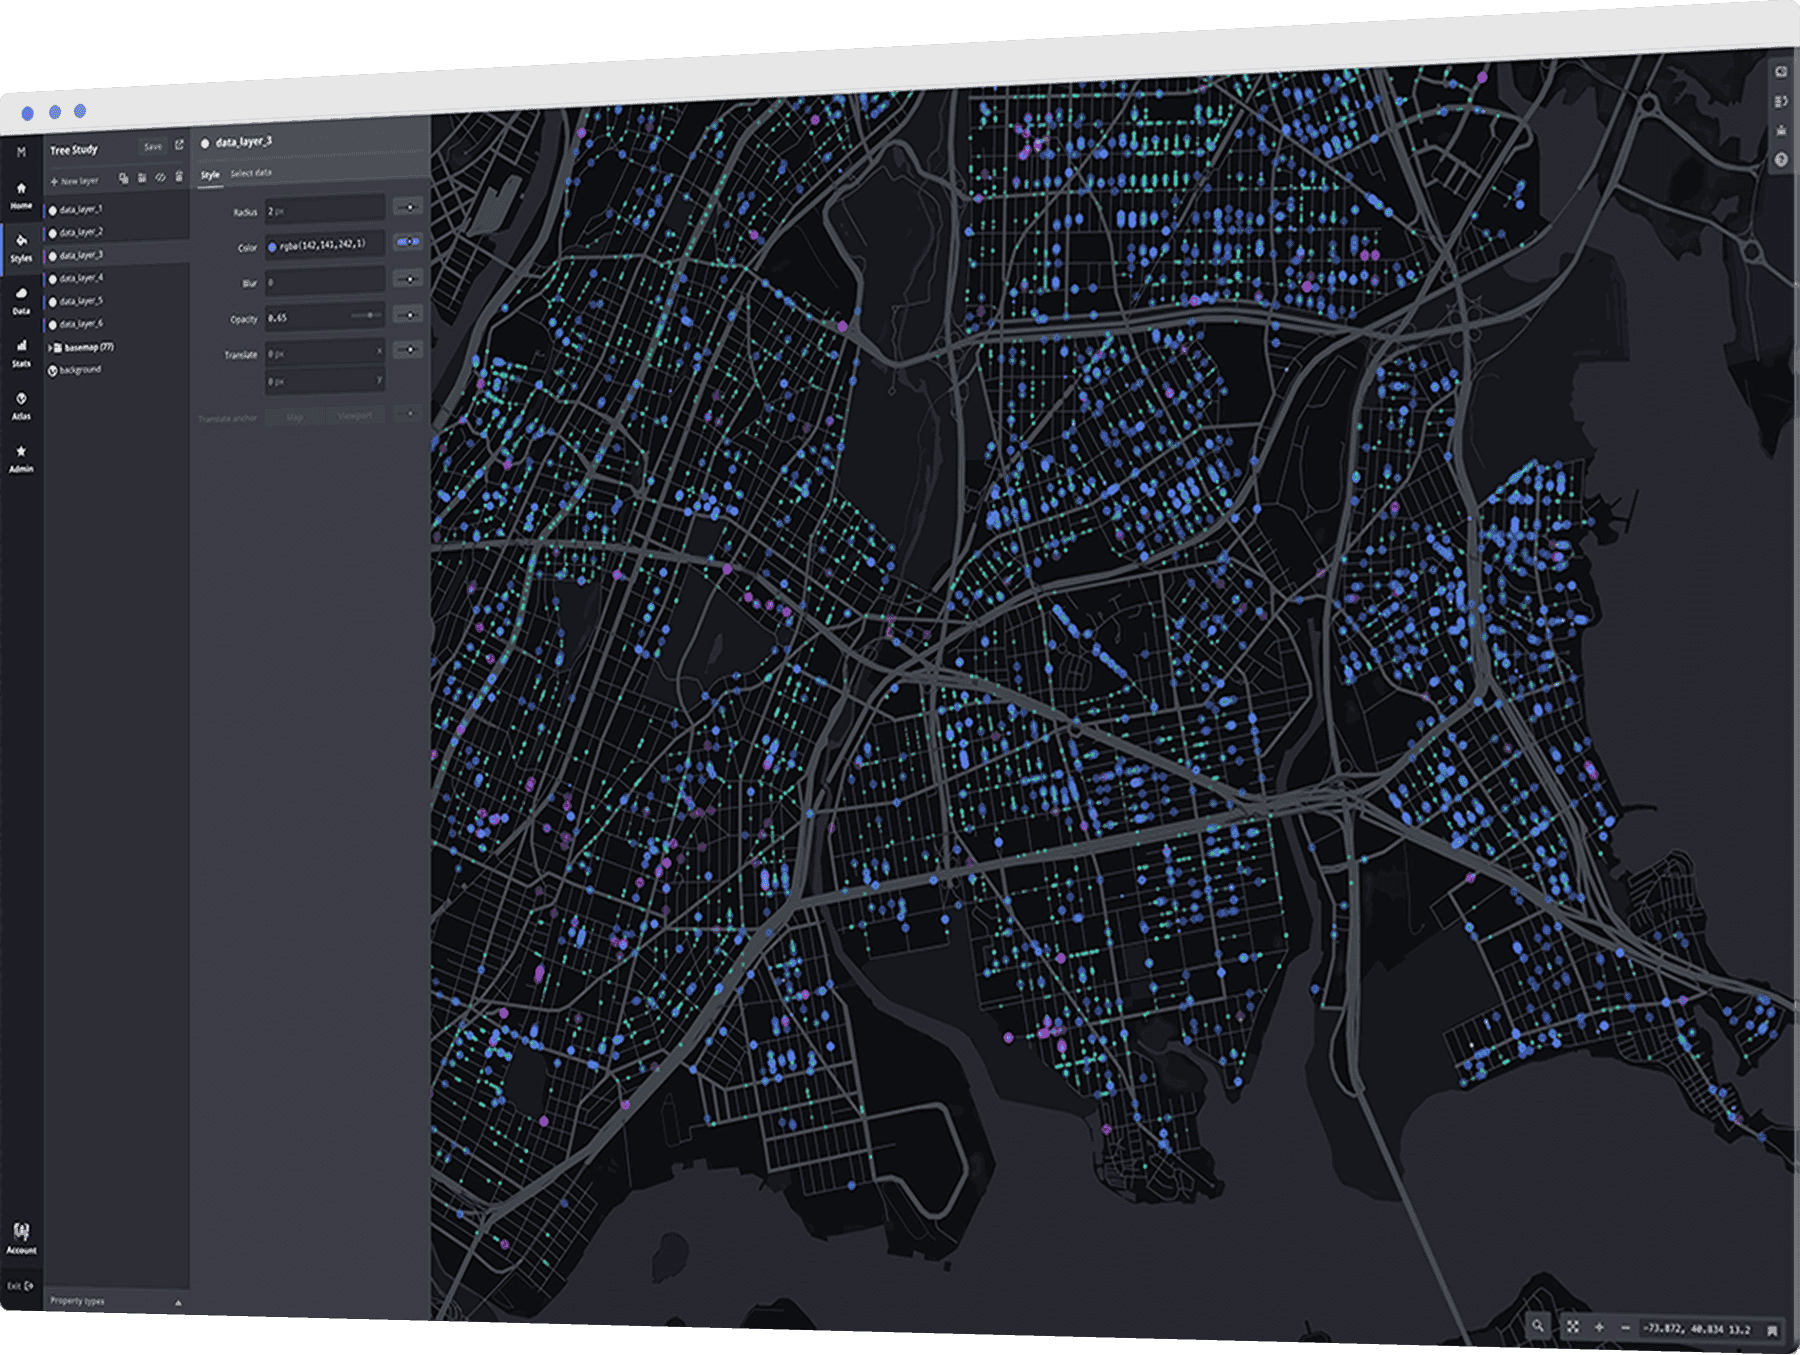 M
Home
Styles
Data
Stats
Atlas
Admin
Account
Exit
Tree Study
Save
+ New layer
data_layer_1
data_layer_2
data_layer_3
data_layer_4
data_layer_5
data_layer_6
basemap (77)
background
Property types
data_layer_3
Style Select data
Radius 2 px
Color rgba(142,141,242,1)
Blur 0
Opacity 0.65
Translate 0 px x
0 px y
Translate anchor Map Viewport
?
-73.872, 40.834 13.2